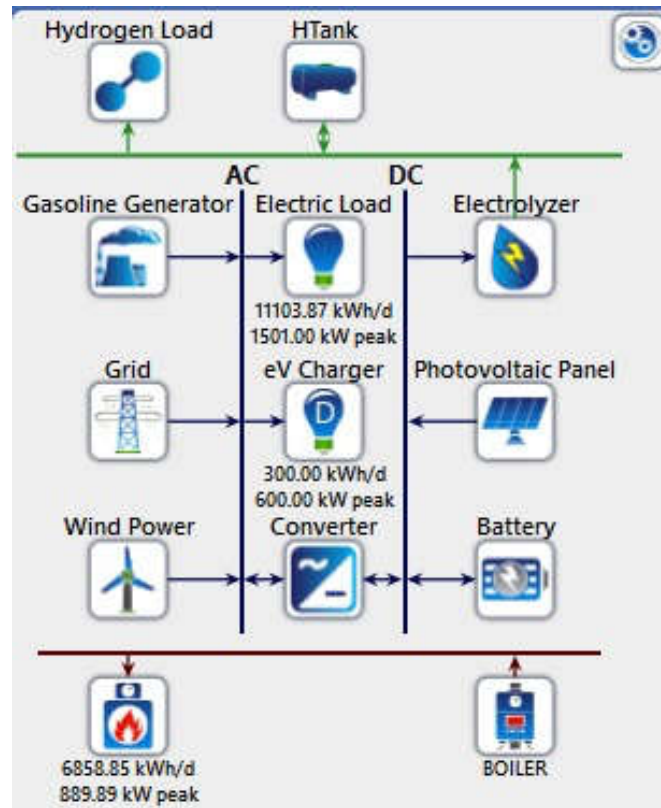 Hydrogen Load HTank
AC DC
Gasoline Generator Electric Load Electrolyzer
11103.87 kWh/d
1501.00 kW peak
Grid eV Charger Photovoltaic Panel
D
300.00 kWh/d
600.00 kW peak
Wind Power Converter Battery
6858.85 kWh/d BOILER
889.89 kW peak